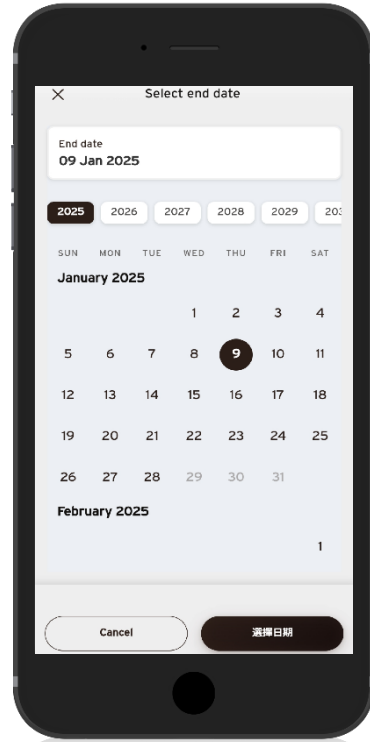 Select end date
End date
09 Jan 2025
2025 2026 2027 2028 2029
SUN MON TUE WED THU FRI SAT
January 2025
1 2 3 4
5 6 7 8 9 10 11
12 13 14 15 16 17 18
19 20 21 22 23 24 25
26 27 28 29 30 31
February 2025
1
Cancel 選擇日期